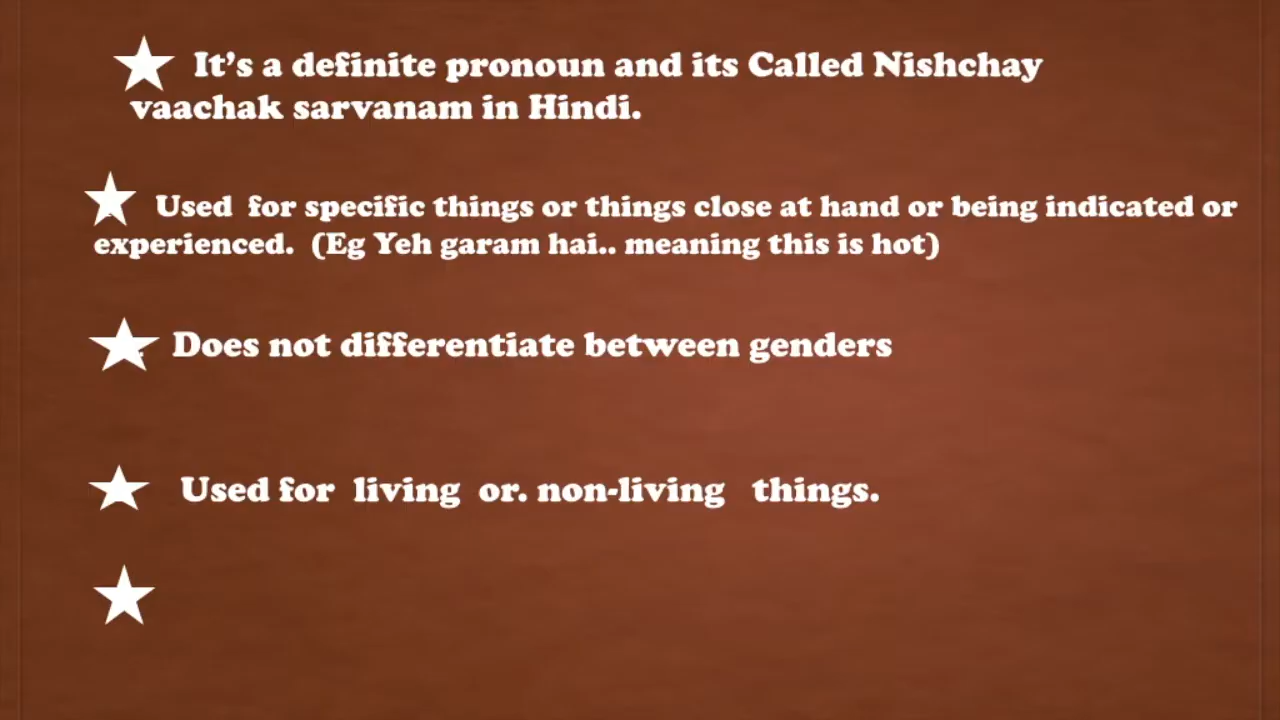 It's a definite pronoun and its Called Nishchay
vaachak sarvanam in Hindi.
Used for specific things or things close at hand or being indicated or
experienced. (Eg Yeh garam hai.. meaning this is hot)
Does not differentiate between genders
Used for living or. non-living things.